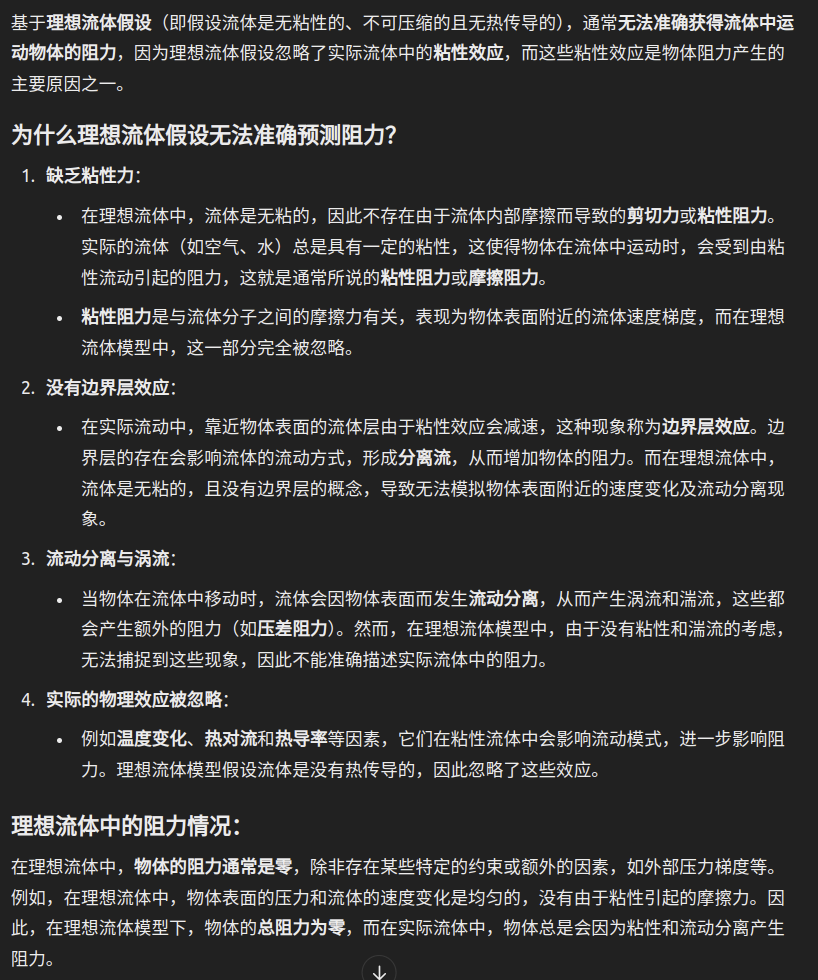 基于理想流体假设（即假设流体是无粘性的、不可压缩的且无热传导的），通常无法准确获得流体中运
动物体的阻力，因为理想流体假设忽略了实际流体中的粘性效应，而这些粘性效应是物体阻力产生的
主要原因之一。
为什么理想流体假设无法准确预测阻力？
1. 缺乏粘性力：
• 在理想流体中，流体是无粘的，因此不存在由于流体内部摩擦而导致的剪切力或粘性阻力。
实际的流体（如空气、水）总是具有一定的粘性，这使得物体在流体中运动时，会受到由粘
性流动引起的阻力，这就是通常所说的粘性阻力或摩擦阻力。
• 粘性阻力是与流体分子之间的摩擦力有关，表现为物体表面附近的流体速度梯度，而在理想
流体模型中，这一部分完全被忽略。
2. 没有边界层效应：
• 在实际流动中，靠近物体表面的流体层由于粘性效应会减速，这种现象称为边界层效应。边
界层的存在会影响流体的流动方式，形成分离流，从而增加物体的阻力。而在理想流体中，
流体是无粘的，且没有边界层的概念，导致无法模拟物体表面附近的速度变化及流动分离现
象。
3. 流动分离与涡流：
• 当物体在流体中移动时，流体会因物体表面而发生流动分离，从而产生涡流和湍流，这些都
会产生额外的阻力（如压差阻力）。然而，在理想流体模型中，由于没有粘性和湍流的考虑，
无法捕捉到这些现象，因此不能准确描述实际流体中的阻力。
4. 实际的物理效应被忽略：
• 例如温度变化、热对流和热导率等因素，它们在粘性流体中会影响流动模式，进一步影响阻
力。理想流体模型假设流体是没有热传导的，因此忽略了这些效应。
理想流体中的阻力情况：
在理想流体中，物体的阻力通常是零，除非存在某些特定的约束或额外的因素，如外部压力梯度等。
例如，在理想流体中，物体表面的压力和流体的速度变化是均匀的，没有由于粘性引起的摩擦力。因
此，在理想流体模型下，物体的总阻力为零，而在实际流体中，物体总是会因为粘性和流动分离产生
阻力。